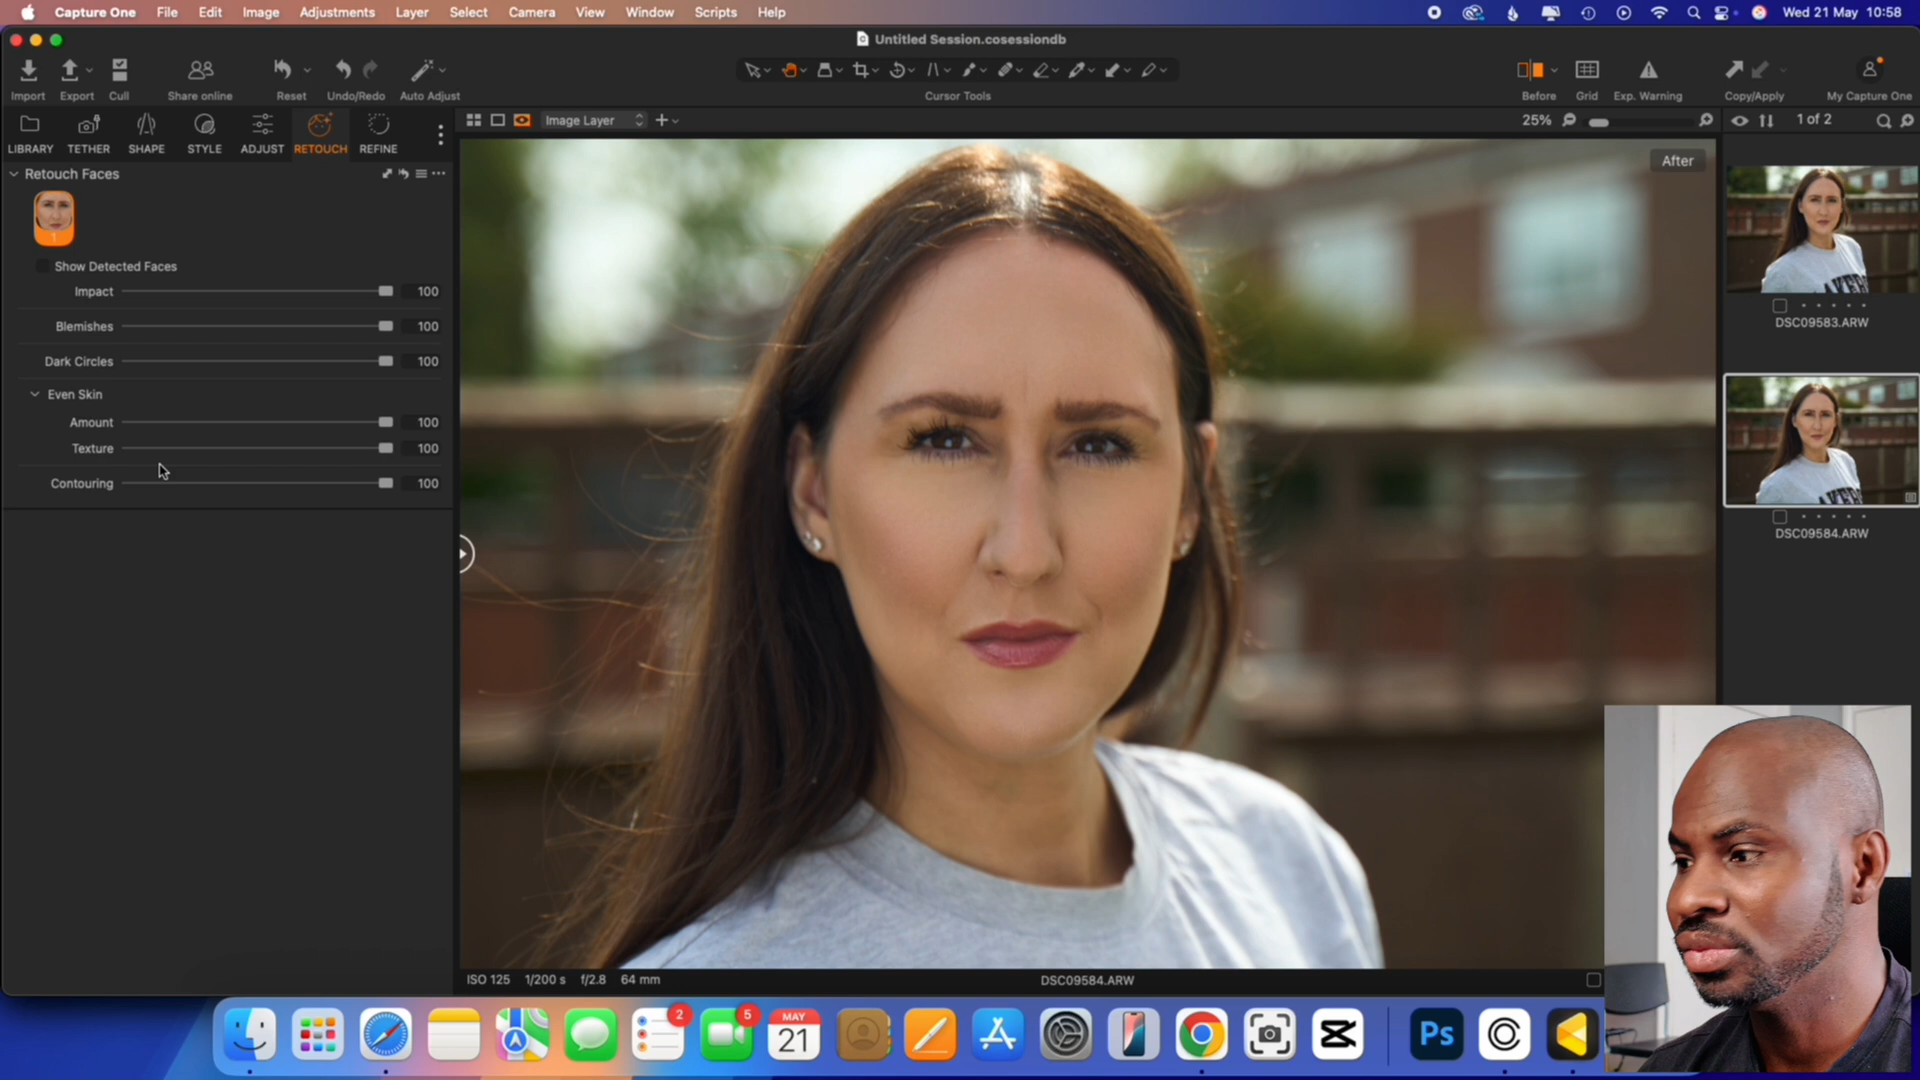 Capture One File Edit Image Adjustments Layer Select Camera View Window Scripts Help Wed 21 May 10:58
Untitled Session.cosessiondb
Import Export Cull Share online Reset Undo/Redo Auto Adjust Cursor Tools Before Grid Exp. Warning Copy/Apply My Capture One
LIBRARY TETHER SHAPE STYLE ADJUST RETOUCH REFINE
Image Layer 25% 1 of 2
Retouch Faces
After
1
Show Detected Faces
Impact 100
Blemishes 100
Dark Circles 100
Even Skin
Amount 100
Texture 100
Contouring 100
DSC09583.ARW
DSC09584.ARW
ISO 125 1/200 s f/2.8 64 mm DSC09584.ARW
2 5 MAY
21
Ps